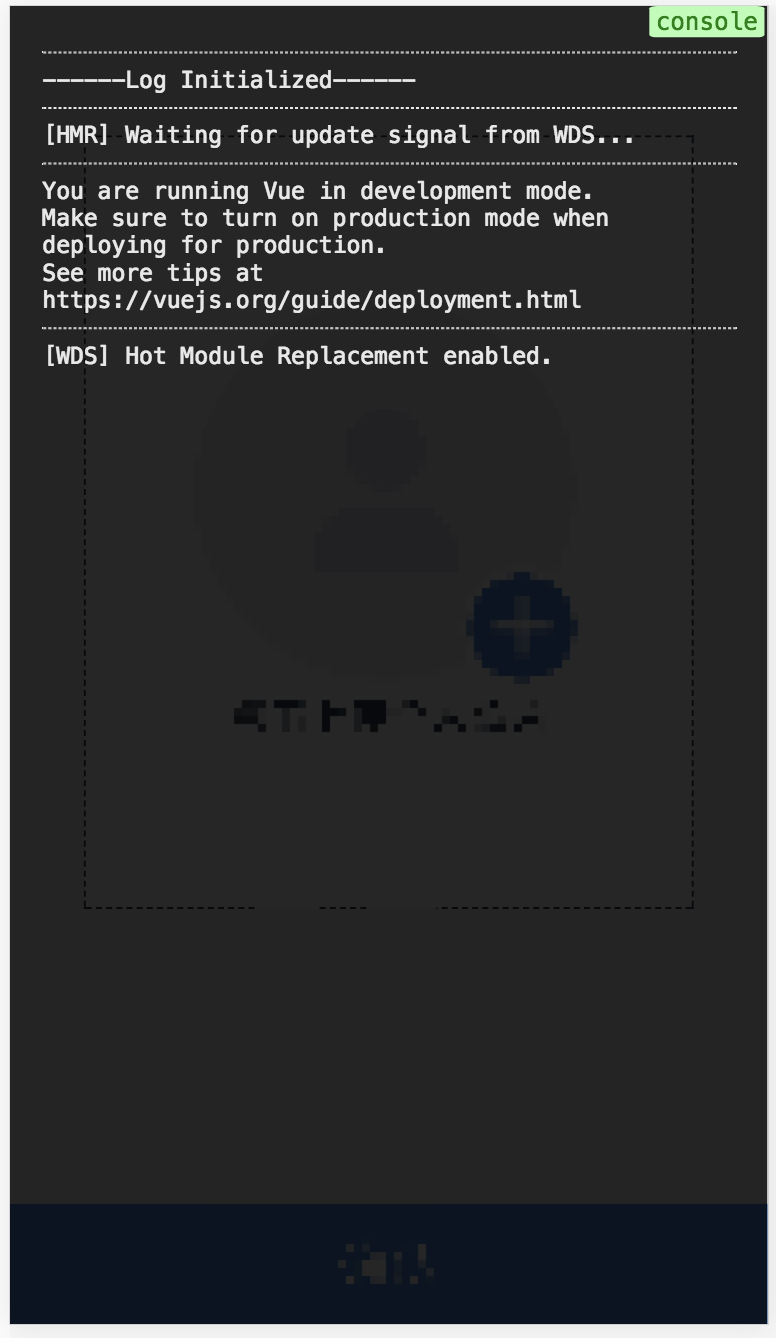 console
------Log Initialized------
[HMR] Waiting for update signal from WDS...
You are running Vue in development mode.
Make sure to turn on production mode when
deploying for production.
See more tips at
https://vuejs.org/guide/deployment.html
[WDS] Hot Module Replacement enabled.